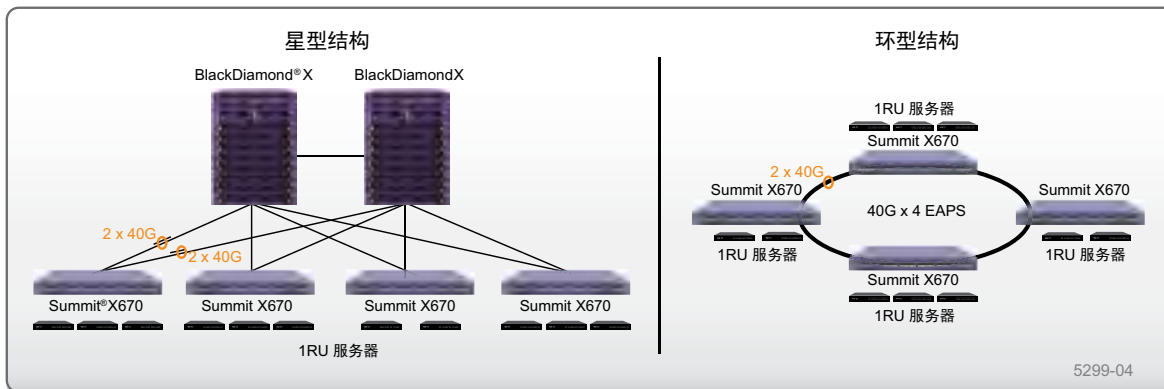 星型结构
BlackDiamond® X
BlackDiamondX
2 x 40G
2 x 40G
Summit®X670
Summit X670
Summit X670
Summit X670
1RU 服务器
环型结构
1RU 服务器
Summit X670
2 x 40G
Summit X670
40G x 4 EAPS
Summit X670
1RU 服务器
1RU 服务器
Summit X670
1RU 服务器
5299-04